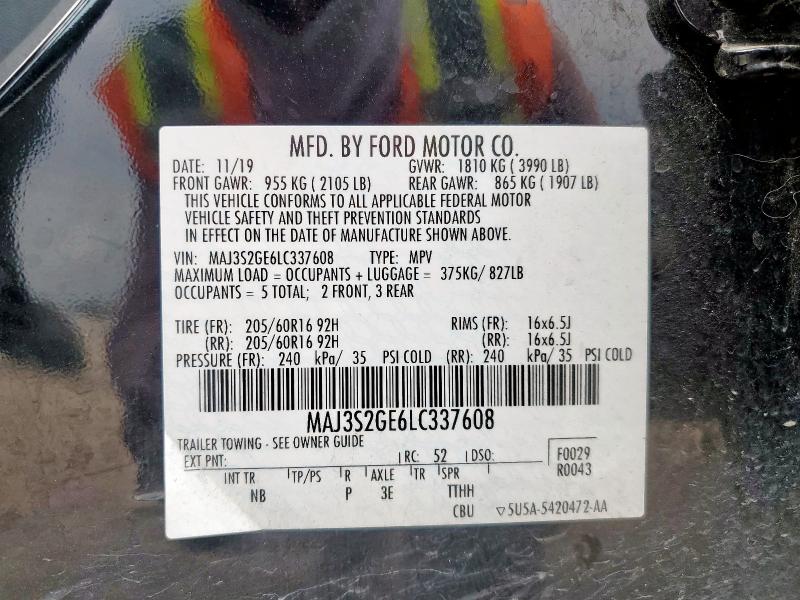 MFD. BY FORD MOTOR CO.
DATE: 11/19 GVWR: 1810 KG ( 3990 LB)
FRONT GAWR: 955 KG ( 2105 LB) REAR GAWR: 865 KG ( 1907 LB)
THIS VEHICLE CONFORMS TO ALL APPLICABLE FEDERAL MOTOR
VEHICLE SAFETY AND THEFT PREVENTION STANDARDS
IN EFFECT ON THE DATE OF MANUFACTURE SHOWN ABOVE.
VIN: MAJ3S2GE6LC337608 TYPE: MPV
MAXIMUM LOAD = OCCUPANTS + LUGGAGE = 375KG/ 827LB
OCCUPANTS = 5 TOTAL; 2 FRONT, 3 REAR
TIRE (FR): 205/60R16 92H RIMS (FR): 16x6.5J
(RR): 205/60R16 92H (RR): 16x6.5J
PRESSURE (FR): 240 kPa/ 35 PSI COLD (RR): 240 kPa/ 35 PSI COLD
MAJ3S2GE6LC337608
TRAILER TOWING - SEE OWNER GUIDE
EXT PNT: RC: 52 DSO: F0029
R0043
INT TR TP/PS R AXLE TR SPR
NB P 3E TTHH
CBU ▽5U5A-5420472-AA